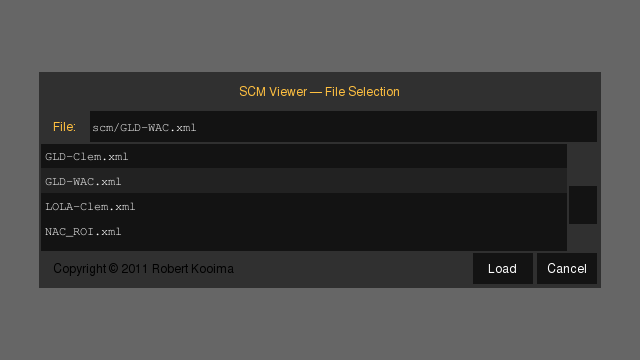 SCM Viewer — File Selection
File: scm/GLD-WAC.xml
GLD-Clem.xml
GLD-WAC.xml
LOLA-Clem.xml
NAC_ROI.xml
Copyright © 2011 Robert Kooima
Load Cancel